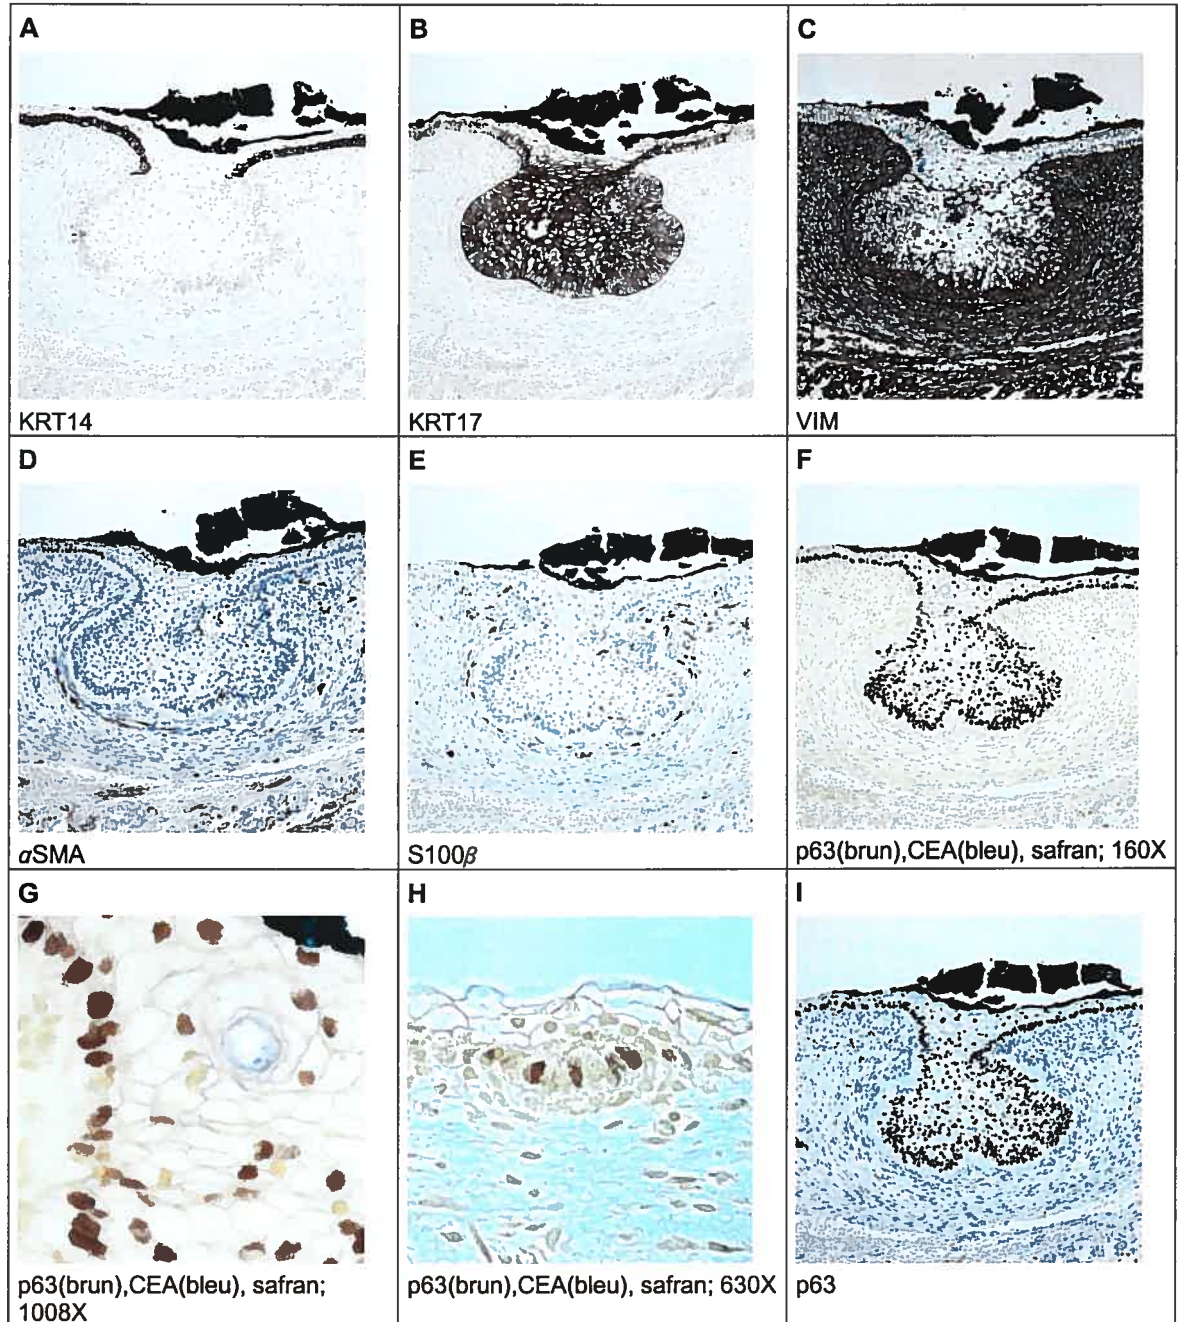 A
B
C
KRT14
KRT17
VIM
D
E
F
αSMA
S100β
p63(brun),CEA(bleu), safran; 160X
G
H
I
p63(brun),CEA(bleu), safran;
1008X
p63(brun),CEA(bleu), safran; 630X
p63